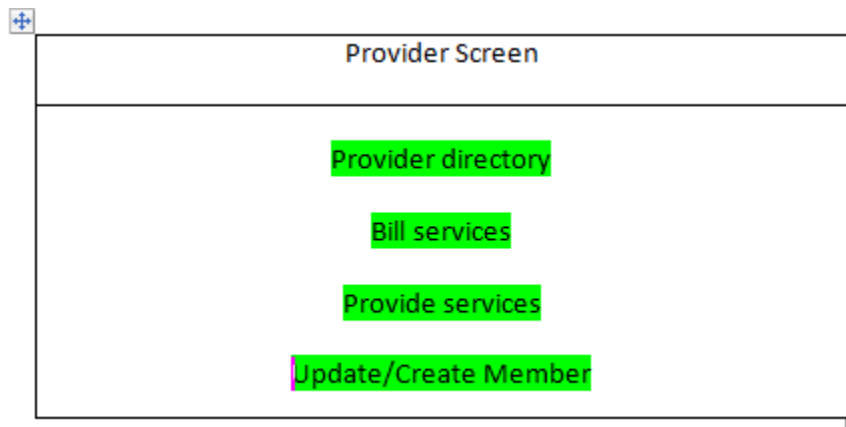 Provider Screen
Provider directory
Bill services
Provide services
Update/Create Member